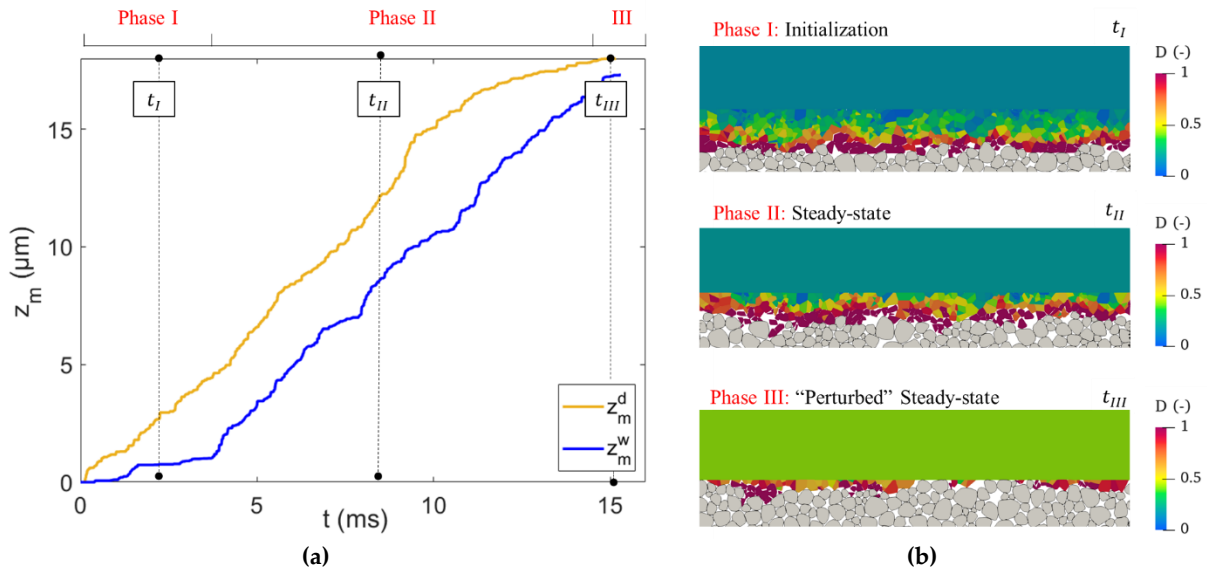 Phase I Phase II III
t_I t_II t_III
15
10
5
0
0 5 10 15
z_m (μm)
t (ms)
z_m^d
z_m^w
(a)
Phase I: Initialization t_I
D (-)
1
0.5
0
Phase II: Steady-state t_II
D (-)
1
0.5
0
Phase III: “Perturbed” Steady-state t_III
D (-)
1
0.5
0
(b)